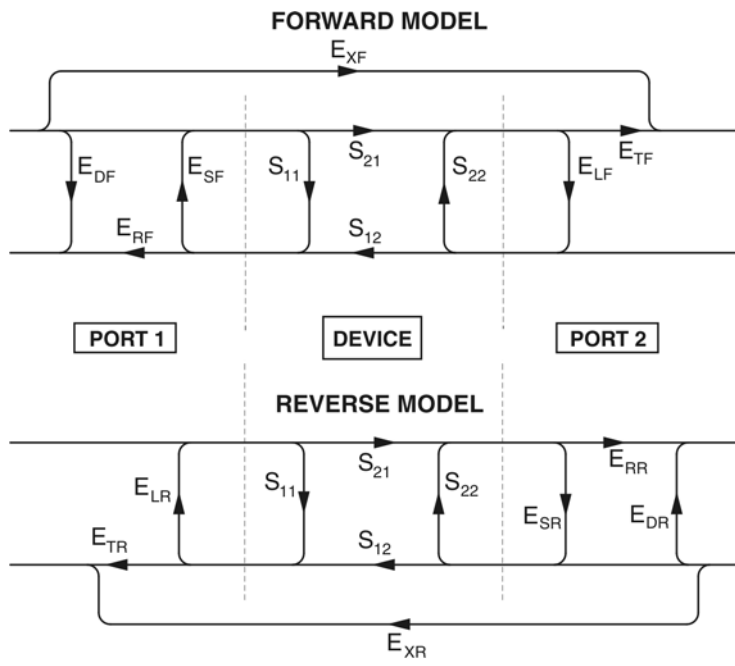 FORWARD MODEL
E_XF
E_DF
E_SF
S_11
S_21
S_22
E_LF
E_TF
E_RF
S_12
PORT 1
DEVICE
PORT 2
REVERSE MODEL
E_LR
S_11
S_21
S_22
E_SR
E_RR
E_DR
E_TR
S_12
E_XR